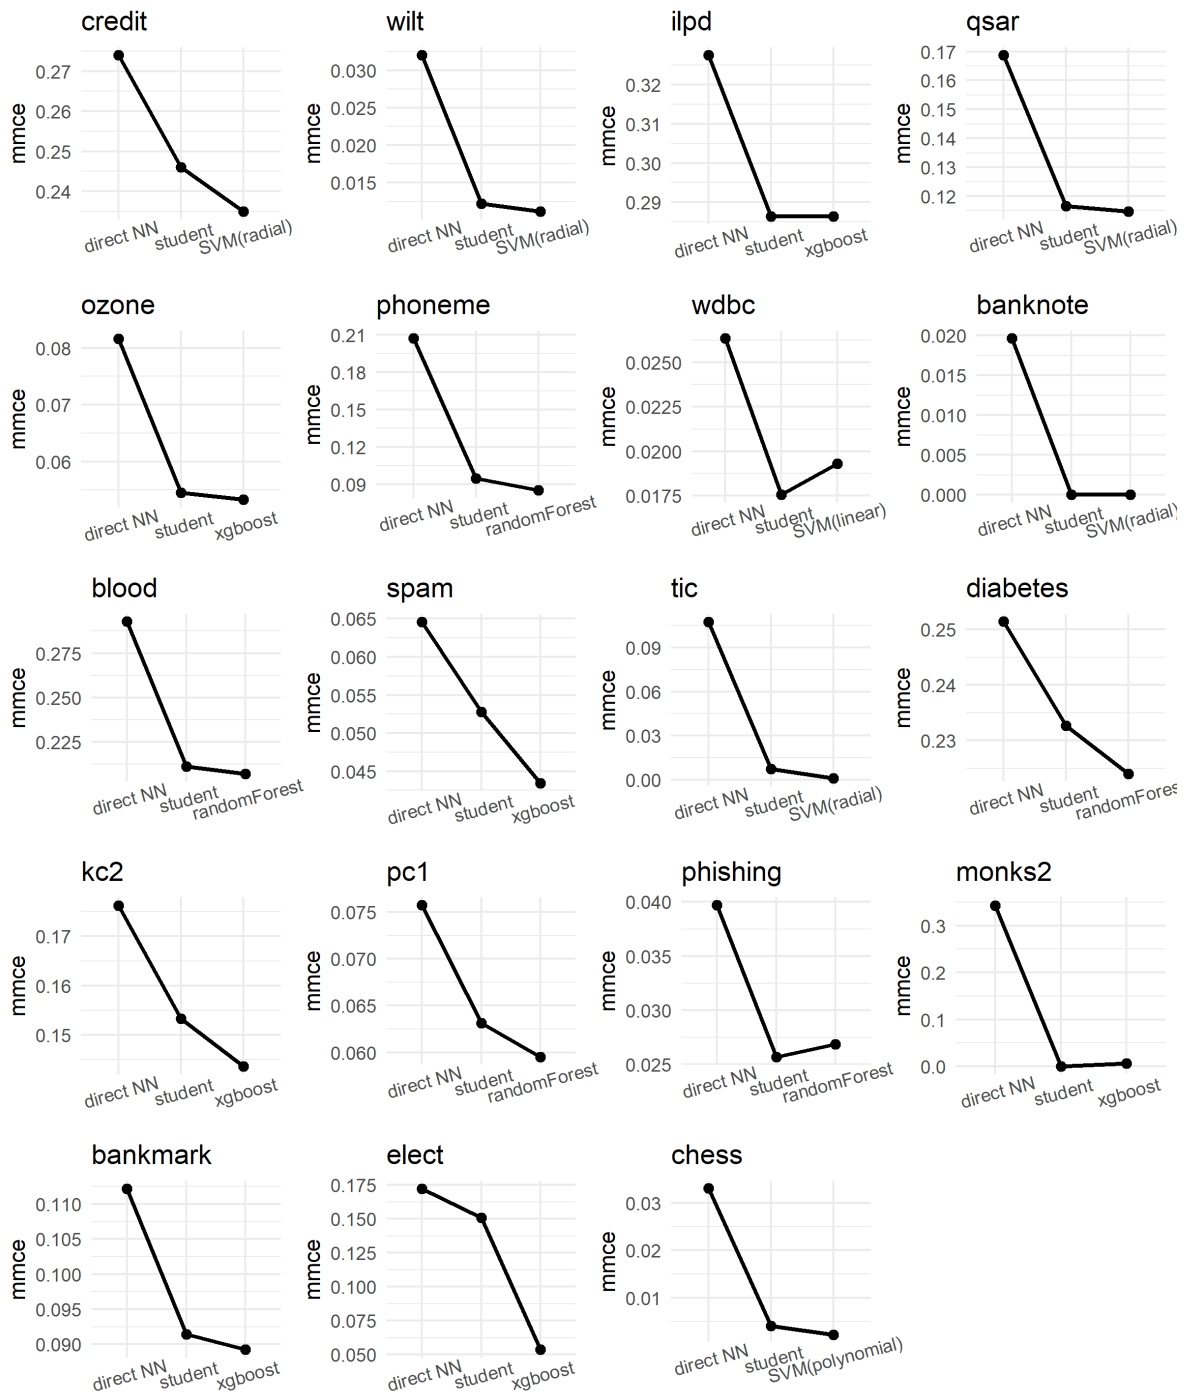 credit
mmce
0.27
0.26
0.25
0.24
direct NN
student
SVM(radial)
wilt
mmce
0.030
0.025
0.020
0.015
direct NN
student
SVM(radial)
ilpd
mmce
0.32
0.31
0.30
0.29
direct NN
student
xgboost
qsar
mmce
0.17
0.16
0.15
0.14
0.13
0.12
direct NN
student
SVM(radial)
ozone
mmce
0.08
0.07
0.06
direct NN
student
xgboost
phoneme
mmce
0.21
0.18
0.15
0.12
0.09
direct NN
student
randomForest
wdbc
mmce
0.0250
0.0225
0.0200
0.0175
direct NN
student
SVM(linear)
banknote
mmce
0.020
0.015
0.010
0.005
0.000
direct NN
student
SVM(radial)
blood
mmce
0.275
0.250
0.225
direct NN
student
randomForest
spam
mmce
0.065
0.060
0.055
0.050
0.045
direct NN
student
xgboost
tic
mmce
0.09
0.06
0.03
0.00
direct NN
student
SVM(radial)
diabetes
mmce
0.25
0.24
0.23
direct NN
student
randomForest
kc2
mmce
0.17
0.16
0.15
direct NN
student
xgboost
pc1
mmce
0.075
0.070
0.065
0.060
direct NN
student
randomForest
phishing
mmce
0.040
0.035
0.030
0.025
direct NN
student
randomForest
monks2
mmce
0.3
0.2
0.1
0.0
direct NN
student
xgboost
bankmark
mmce
0.110
0.105
0.100
0.095
0.090
direct NN
student
xgboost
elect
mmce
0.175
0.150
0.125
0.100
0.075
0.050
direct NN
student
xgboost
chess
mmce
0.03
0.02
0.01
direct NN
student
SVM(polynomial)